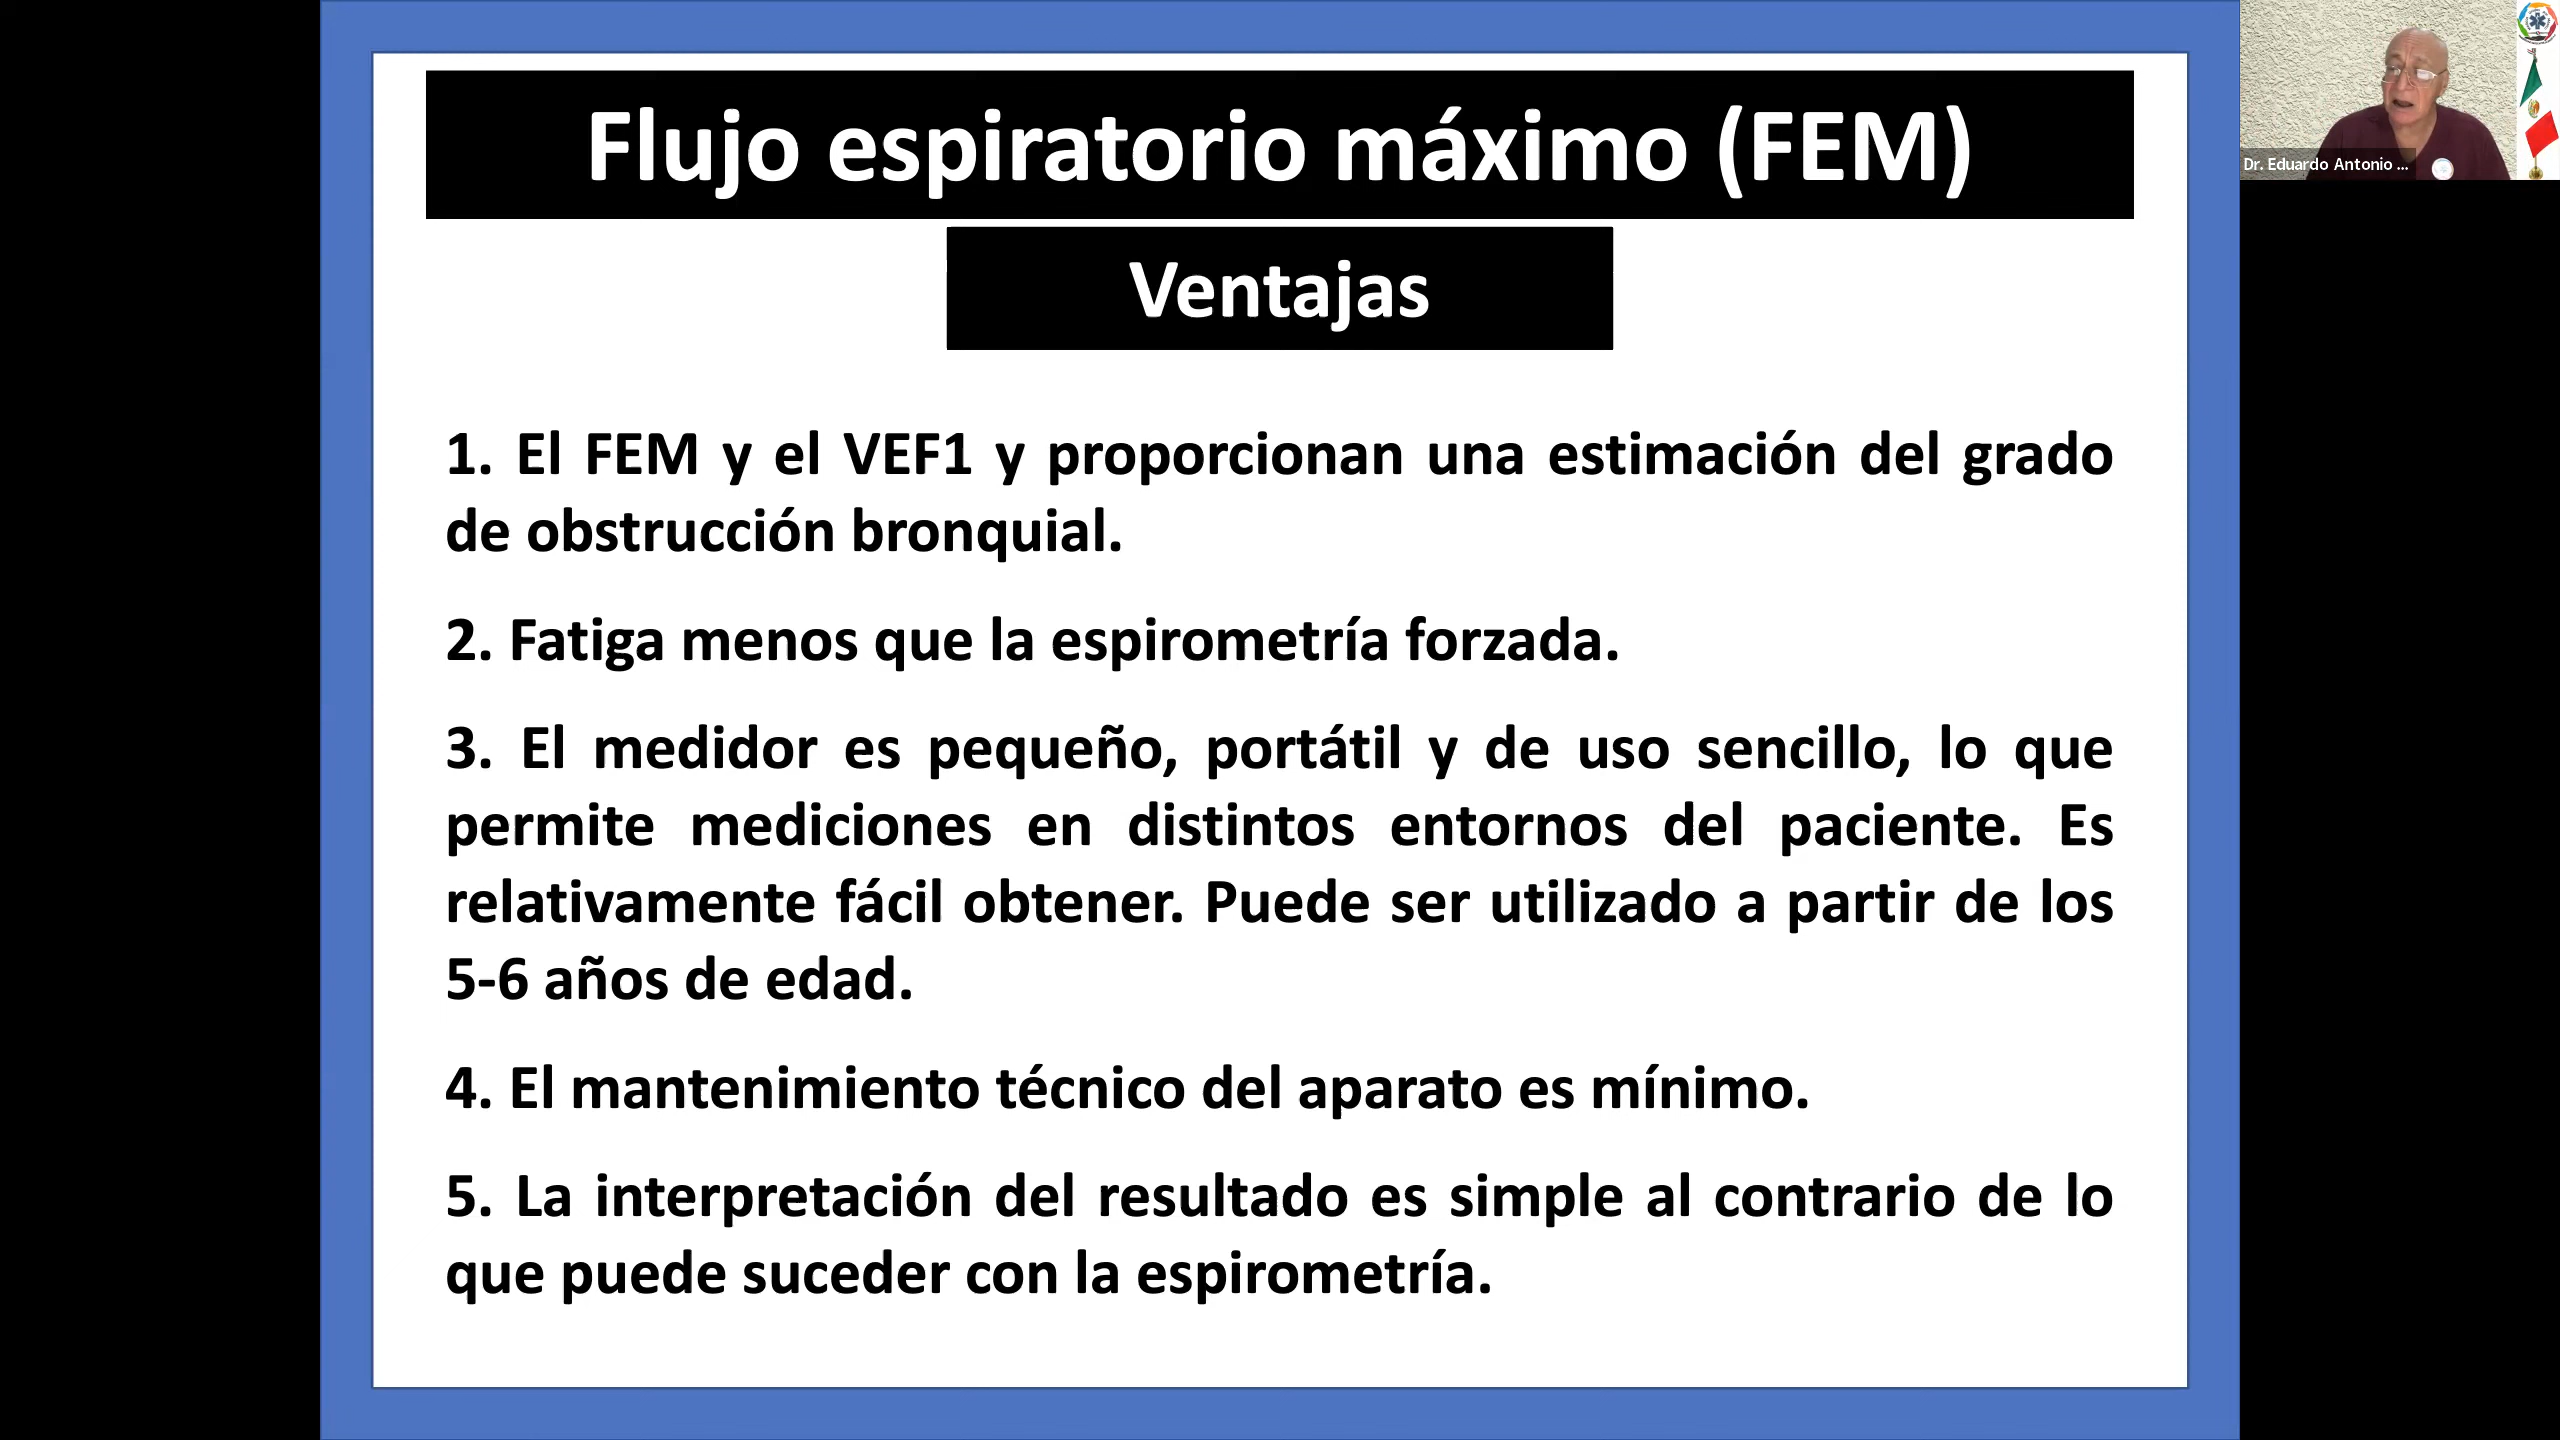 Flujo espiratorio máximo (FEM)
Ventajas
1. El FEM y el VEF1 y proporcionan una estimación del grado
de obstrucción bronquial.
2. Fatiga menos que la espirometría forzada.
3. El medidor es pequeño, portátil y de uso sencillo, lo que
permite mediciones en distintos entornos del paciente. Es
relativamente fácil obtener. Puede ser utilizado a partir de los
5-6 años de edad.
4. El mantenimiento técnico del aparato es mínimo.
5. La interpretación del resultado es simple al contrario de lo
que puede suceder con la espirometría.
Dr. Eduardo Antonio ...